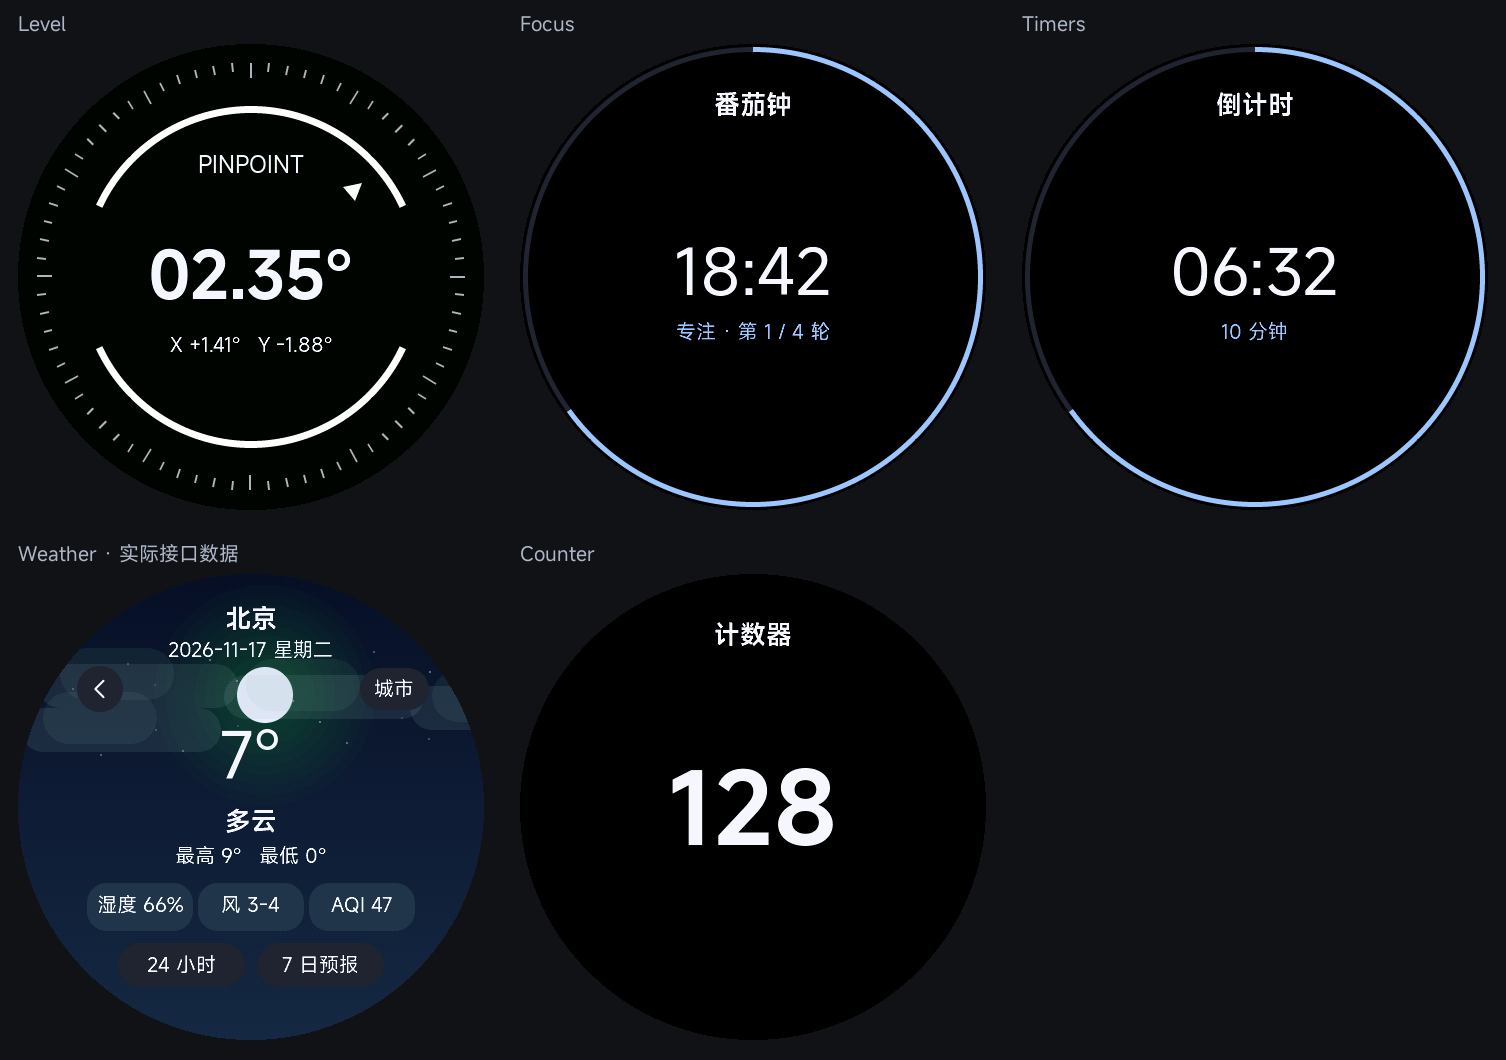 Level
Focus
Timers
PINPOINT
02.35°
X +1.41° Y -1.88°
番茄钟
18:42
专注 · 第 1 / 4 轮
倒计时
06:32
10 分钟
Weather · 实际接口数据
Counter
北京
2026-11-17 星期二
城市
7°
多云
最高 9° 最低 0°
湿度 66%
风 3-4
AQI 47
24 小时
7 日预报
计数器
128